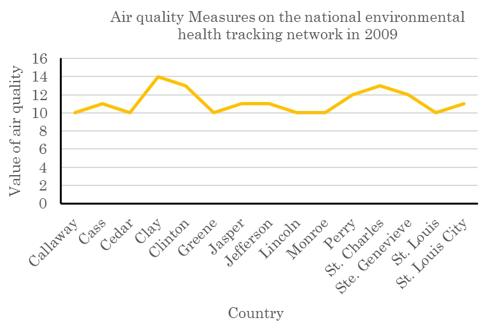 Air quality Measures on the national environmental
health tracking network in 2009
Value of air quality
16
14
12
10
8
6
4
2
0
Callaway
Cass
Cedar
Clay
Clinton
Greene
Jasper
Jefferson
Lincoln
Monroe
Perry
St. Charles
Ste. Genevieve
St. Louis
St. Louis City
Country